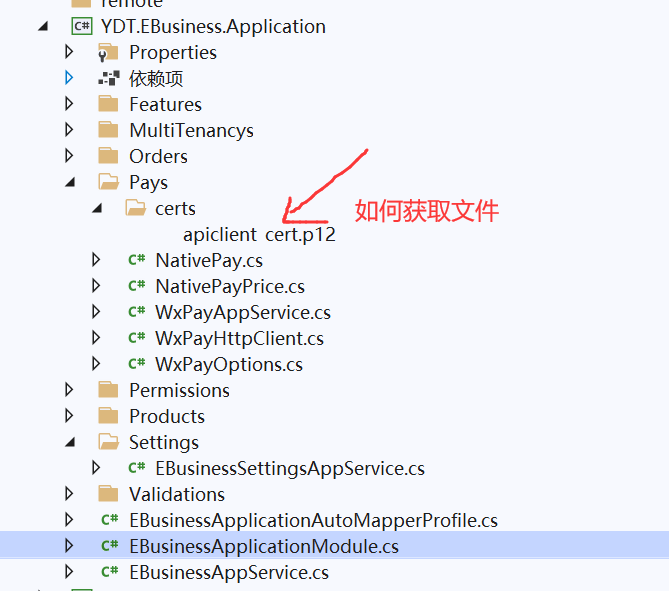 remote
C# YDT.EBusiness.Application
Properties
依赖项
Features
MultiTenancys
Orders
Pays
certs
apiclient_cert.p12
如何获取文件
C# NativePay.cs
C# NativePayPrice.cs
C# WxPayAppService.cs
C# WxPayHttpClient.cs
C# WxPayOptions.cs
Permissions
Products
Settings
C# EBusinessSettingsAppService.cs
Validations
C# EBusinessApplicationAutoMapperProfile.cs
C# EBusinessApplicationModule.cs
C# EBusinessAppService.cs